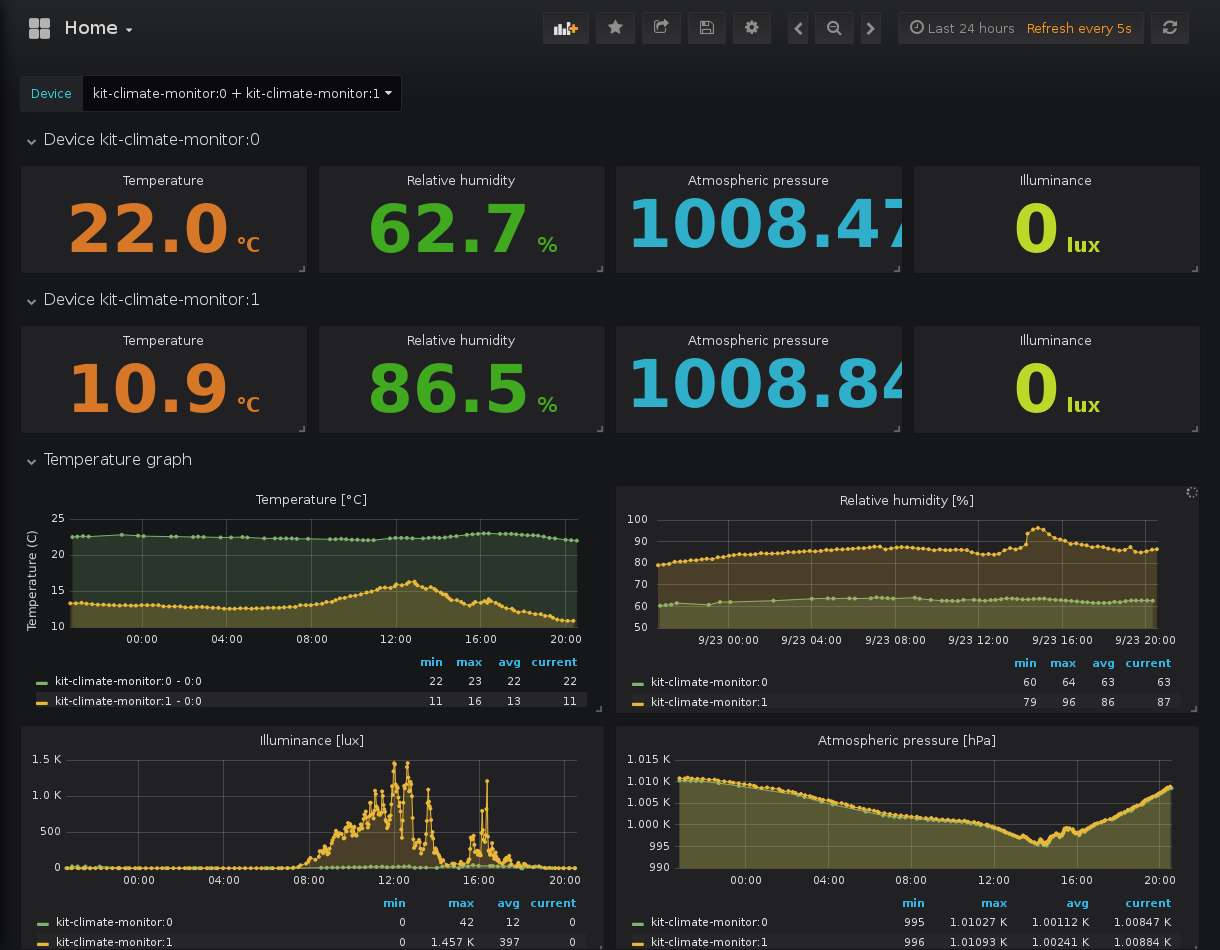 Home
Last 24 hours Refresh every 5s
Device kit-climate-monitor:0 + kit-climate-monitor:1
Device kit-climate-monitor:0
Temperature Relative humidity Atmospheric pressure Illuminance
22.0 °C 62.7 % 1008.47 0 lux
Device kit-climate-monitor:1
Temperature Relative humidity Atmospheric pressure Illuminance
10.9 °C 86.5 % 1008.84 0 lux
Temperature graph
Temperature [°C]
Temperature (C)
25
20
15
10
00:00 04:00 08:00 12:00 16:00 20:00
min max avg current
kit-climate-monitor:0 - 0:0 22 23 22 22
kit-climate-monitor:1 - 0:0 11 16 13 11
Relative humidity [%]
100
90
80
70
60
50
9/23 00:00 9/23 04:00 9/23 08:00 9/23 12:00 9/23 16:00 9/23 20:00
min max avg current
kit-climate-monitor:0 60 64 63 63
kit-climate-monitor:1 79 96 86 87
Illuminance [lux]
1.5 K
1.0 K
500
0
00:00 04:00 08:00 12:00 16:00 20:00
min max avg current
kit-climate-monitor:0 0 42 12 0
kit-climate-monitor:1 0 1.457 K 397 0
Atmospheric pressure [hPa]
1.015 K
1.010 K
1.005 K
1.000 K
995
990
00:00 04:00 08:00 12:00 16:00 20:00
min max avg current
kit-climate-monitor:0 995 1.01027 K 1.00112 K 1.00847 K
kit-climate-monitor:1 996 1.01093 K 1.00241 K 1.00884 K